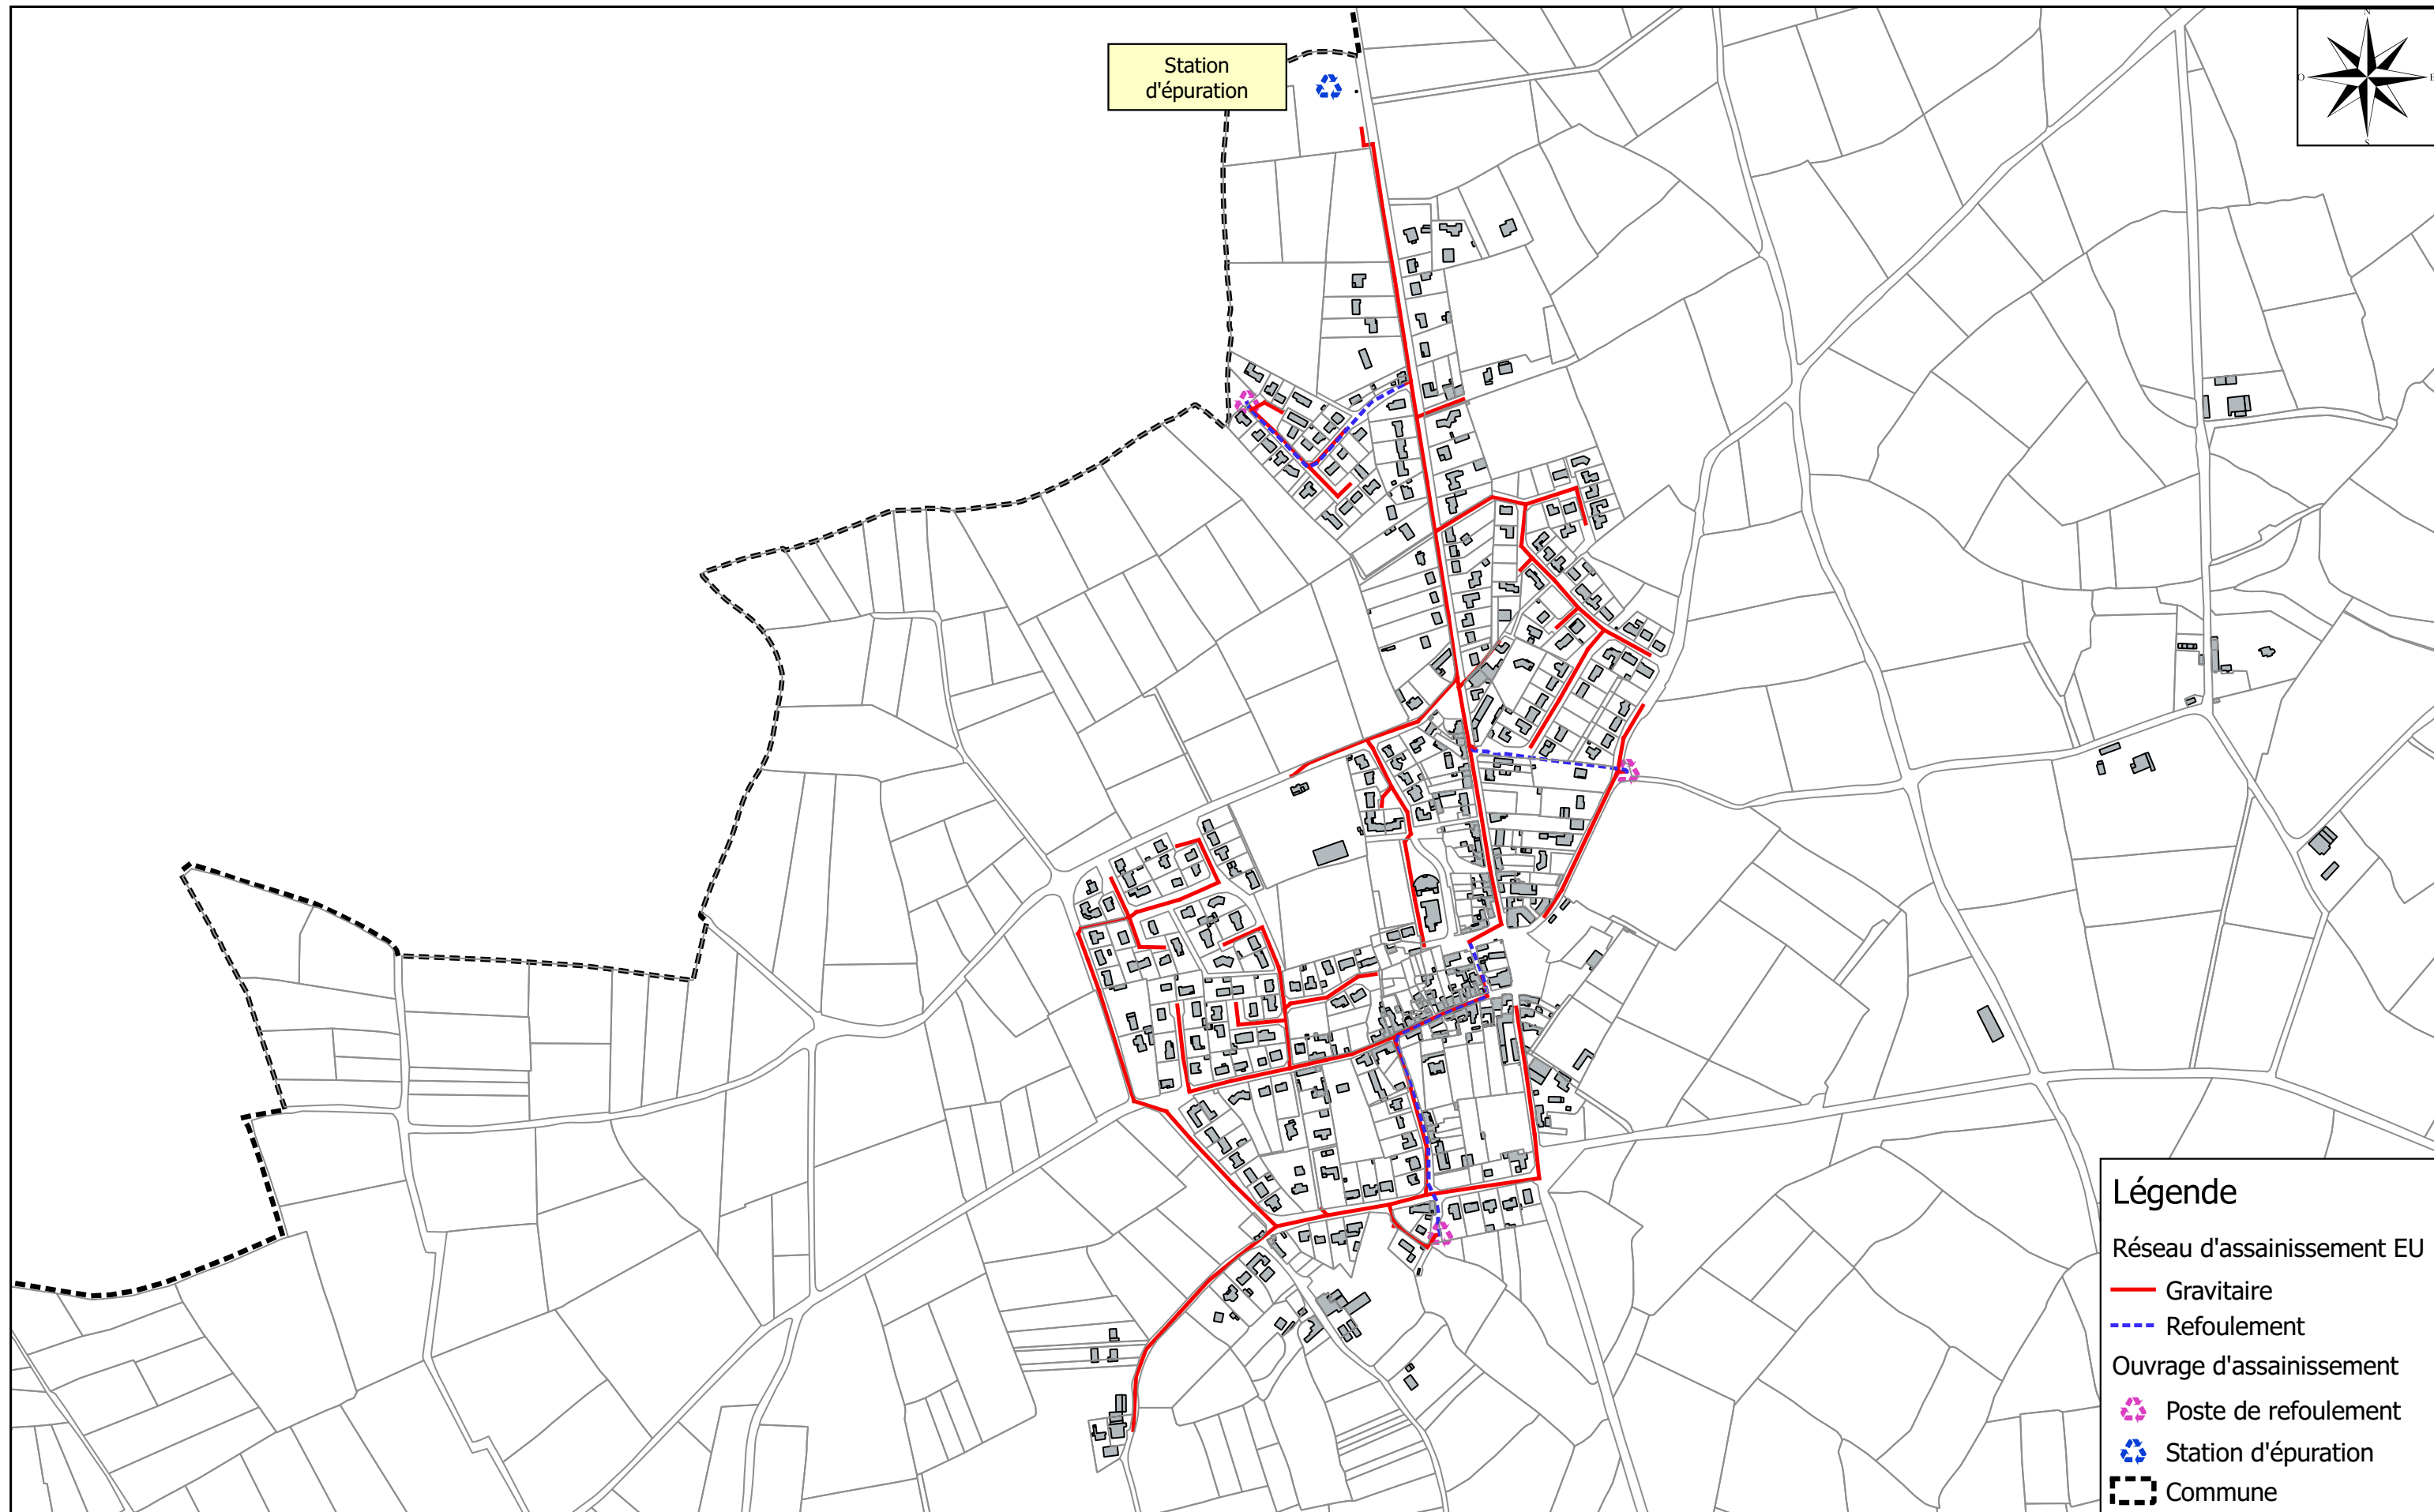 Station
d'épuration
N
O
E
S
Légende
Réseau d'assainissement EU
Gravitaire
Refoulement
Ouvrage d'assainissement
Poste de refoulement
Station d'épuration
Commune